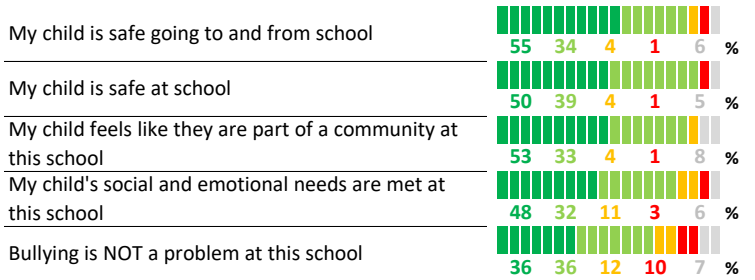 My child is safe going to and from school
55 34 4 1 6 %
My child is safe at school
50 39 4 1 5 %
My child feels like they are part of a community at
this school
53 33 4 1 8 %
My child's social and emotional needs are met at
this school
48 32 11 3 6 %
Bullying is NOT a problem at this school
36 36 12 10 7 %